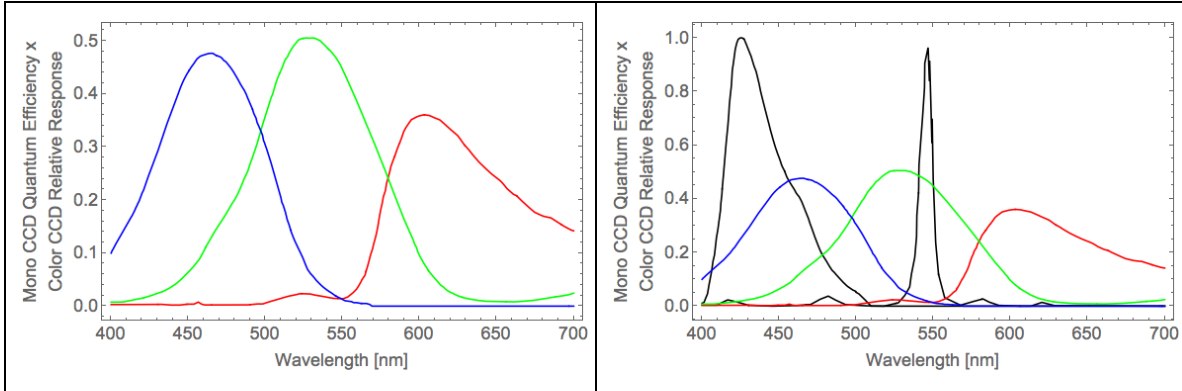 Mono CCD Quantum Efficiency x
Color CCD Relative Response
0.5
0.4
0.3
0.2
0.1
0.0
400 450 500 550 600 650 700
Wavelength [nm]
Mono CCD Quantum Efficiency x
Color CCD Relative Response
1.0
0.8
0.6
0.4
0.2
0.0
400 450 500 550 600 650 700
Wavelength [nm]